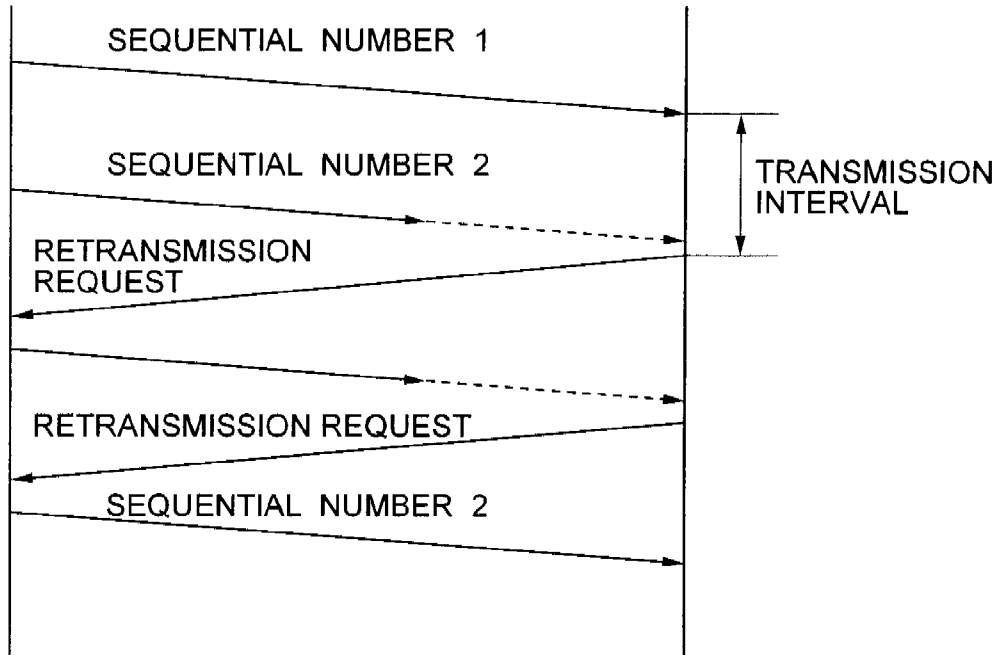 SEQUENTIAL NUMBER 1
SEQUENTIAL NUMBER 2
TRANSMISSION
INTERVAL
RETRANSMISSION
REQUEST
RETRANSMISSION REQUEST
SEQUENTIAL NUMBER 2